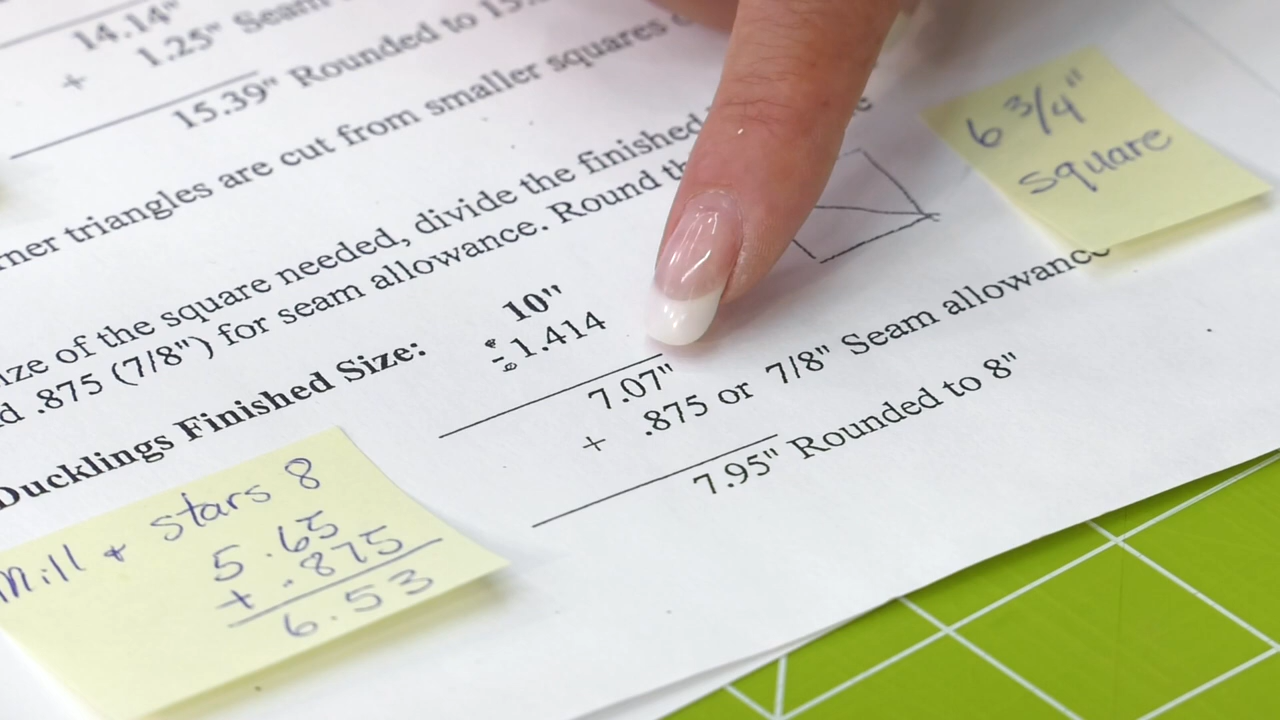 14.14"
+ 1.25" Seam
15.39" Rounded to 15.
triangles are cut from smaller squares
of the square needed, divide the finished
.875 (7/8") for seam allowance. Round
Ducklings Finished Size: 10"
÷ 1.414
7.07"
+ .875 or 7/8" Seam allowance
7.95" Rounded to 8"
6 3/4"
square
Mill & stars 8
5.65
+ .875
6.53